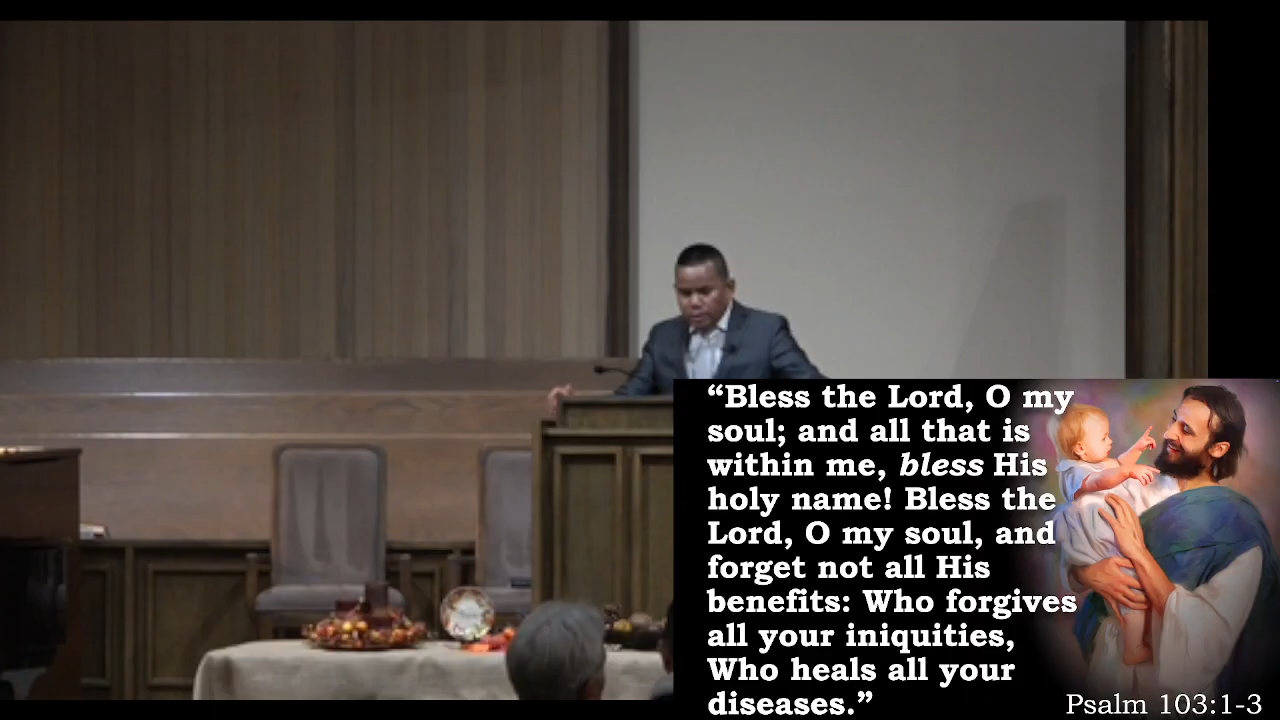 “Bless the Lord, O my
soul; and all that is
within me, bless His
holy name! Bless the
Lord, O my soul, and
forget not all His
benefits: Who forgives
all your iniquities,
Who heals all your
diseases.”
Psalm 103:1-3